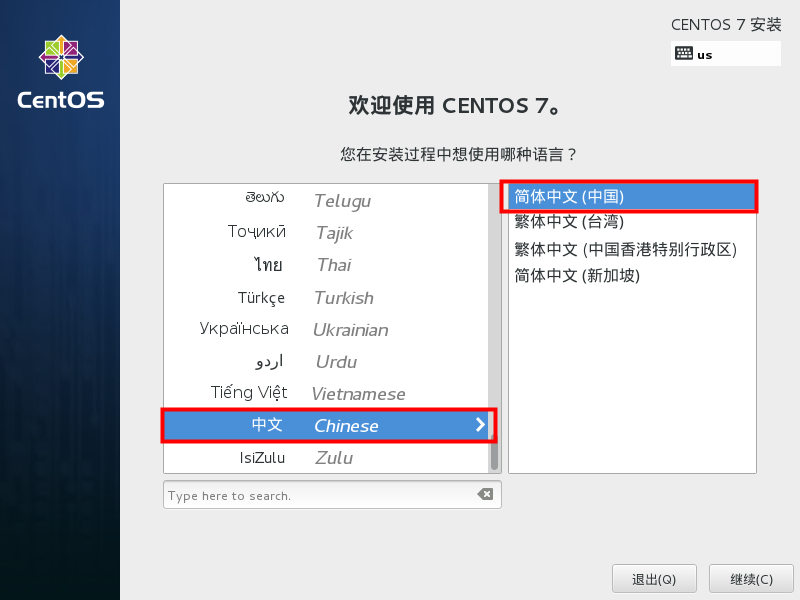 CentOS
CENTOS 7 安装
us
欢迎使用 CENTOS 7。
您在安装过程中想使用哪种语言？
తెలుగు Telugu
Тоҷикӣ Tajik
ไทย Thai
Türkçe Turkish
Українська Ukrainian
اردو Urdu
Tiếng Việt Vietnamese
中文 Chinese
IsiZulu Zulu
简体中文 (中国)
繁体中文 (台湾)
繁体中文 (中国香港特别行政区)
简体中文 (新加坡)
Type here to search.
退出(Q)
继续(C)